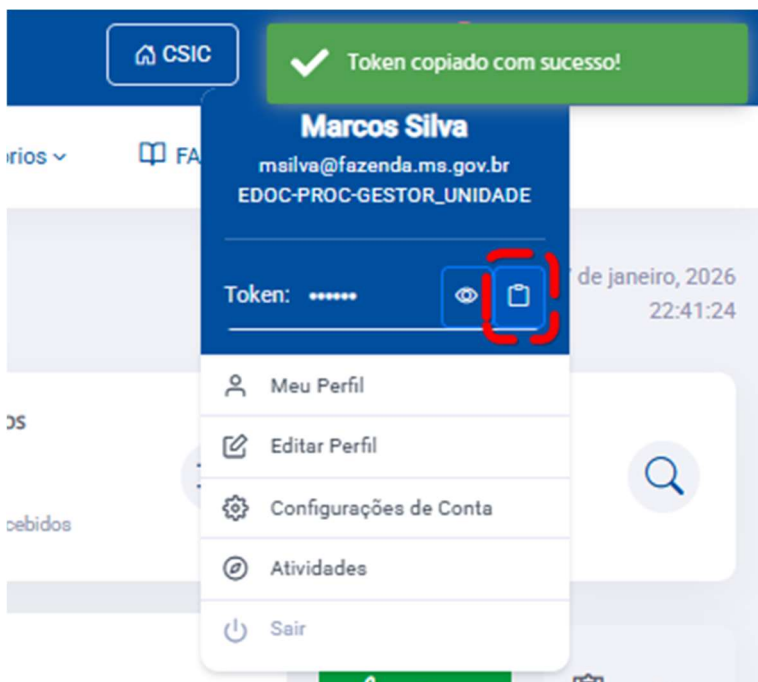 CSIC
Token copiado com sucesso!
Marcos Silva
msilva@fazenda.ms.gov.br
EDOC-PROC-GESTOR_UNIDADE
Token: ••••••
de janeiro, 2026
22:41:24
Meu Perfil
Editar Perfil
Configurações de Conta
Atividades
Sair